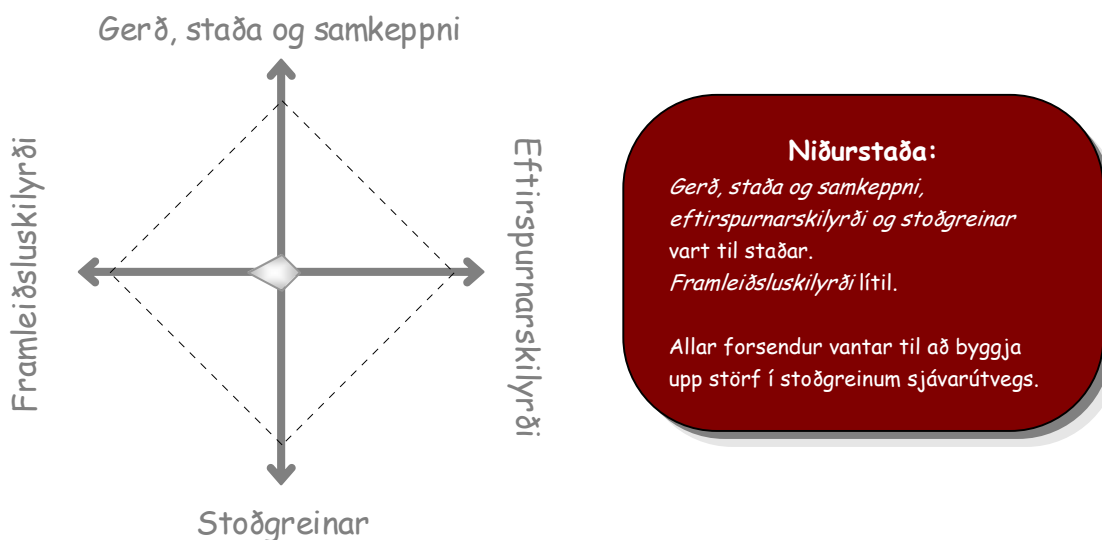 Gerð, staða og samkeppni
Framleiðsluskilyrði
Eftirspurnarskilyrði
Stoðgreinar
Niðurstaða:
Gerð, staða og samkeppni,
eftirspurnarskilyrði og stoðgreinar
vart til staðar.
Framleiðsluskilyrði lítil.
Allar forsendur vantar til að byggja
upp störf í stoðgreinum sjávarútvegs.